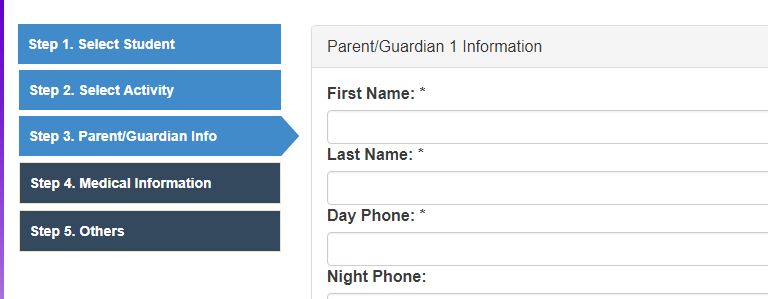 Step 1. Select Student
Step 2. Select Activity
Step 3. Parent/Guardian Info
Step 4. Medical Information
Step 5. Others
Parent/Guardian 1 Information
First Name: *
Last Name: *
Day Phone: *
Night Phone: